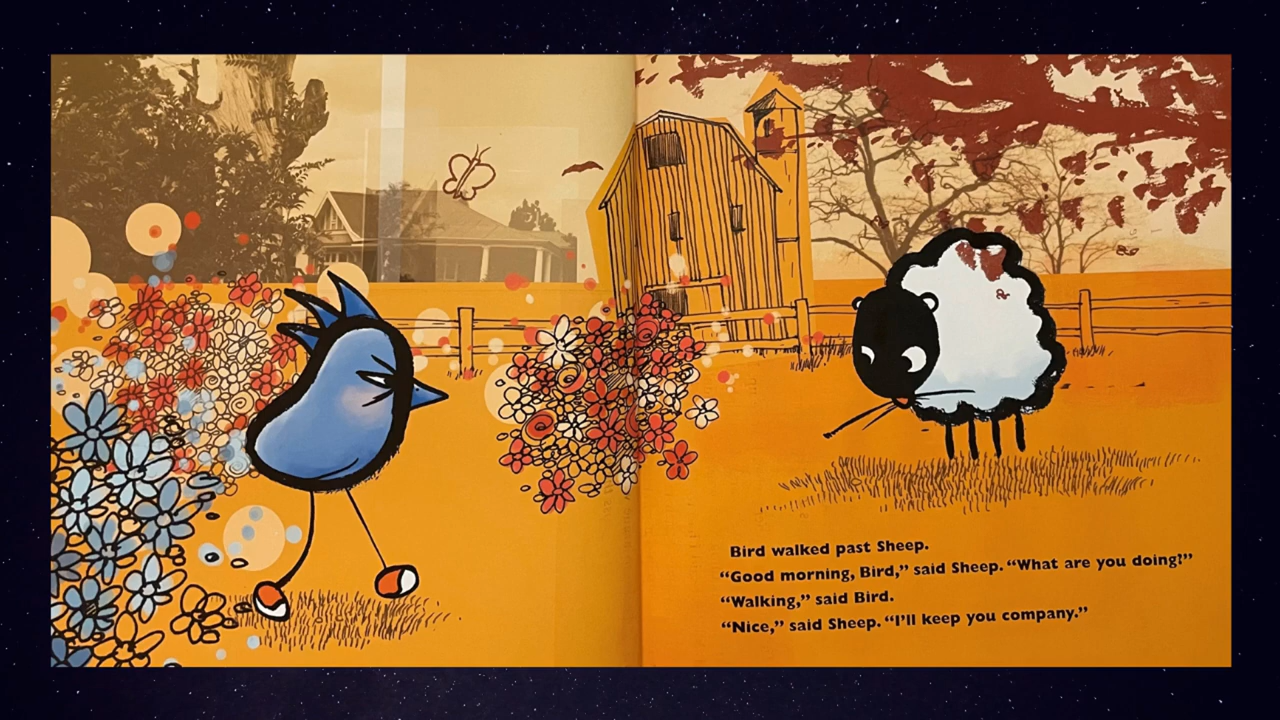 Bird walked past Sheep.
“Good morning, Bird,” said Sheep. “What are you doing?”
“Walking,” said Bird.
“Nice,” said Sheep. “I’ll keep you company.”